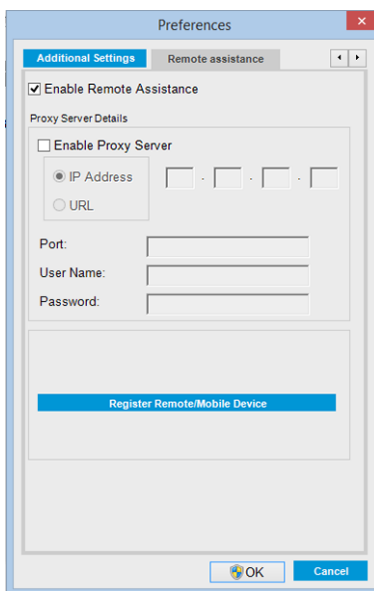 Preferences
Additional Settings Remote assistance
Enable Remote Assistance
Proxy Server Details
Enable Proxy Server
IP Address . . .
URL
Port:
User Name:
Password:
Register Remote/Mobile Device
OK Cancel